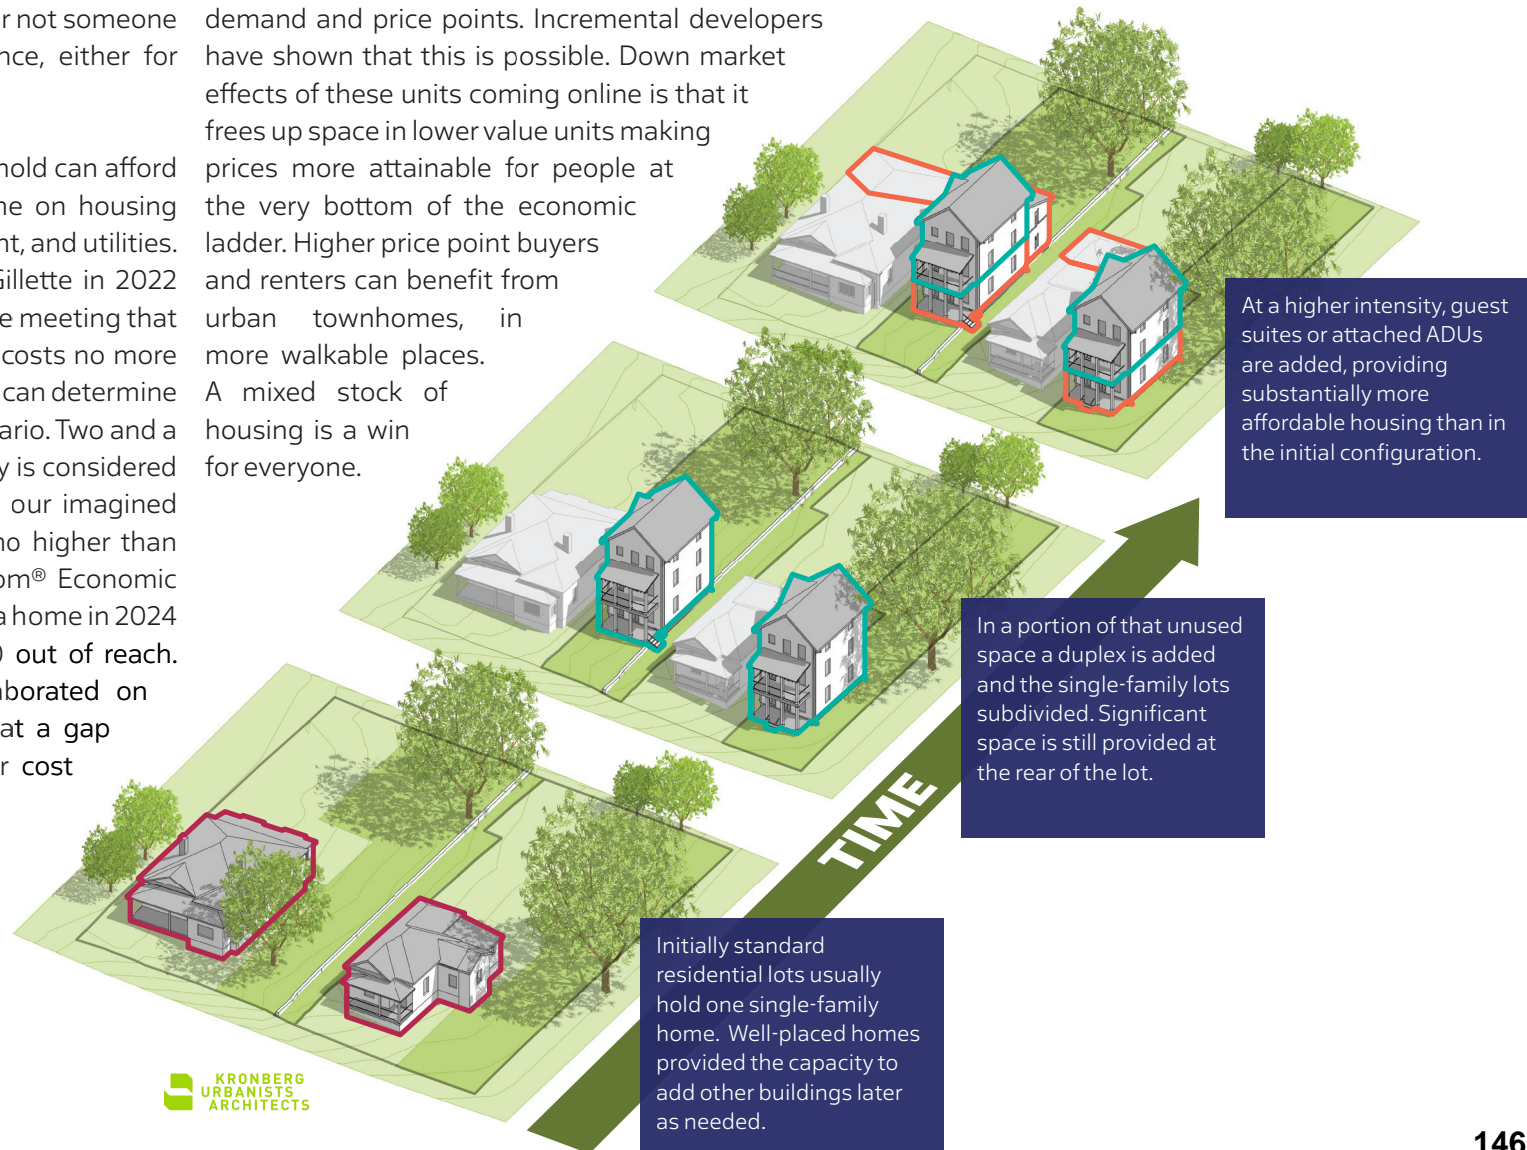 r not someone
nce, either for
hold can afford
ne on housing
nt, and utilities.
Gillette in 2022
e meeting that
costs no more
can determine
ario. Two and a
y is considered
our imagined
no higher than
om® Economic
a home in 2024
0 out of reach.
aborated on
at a gap
r cost
demand and price points. Incremental developers
have shown that this is possible. Down market
effects of these units coming online is that it
frees up space in lower value units making
prices more attainable for people at
the very bottom of the economic
ladder. Higher price point buyers
and renters can benefit from
urban townhomes, in
more walkable places.
A mixed stock of
housing is a win
for everyone.
At a higher intensity, guest
suites or attached ADUs
are added, providing
substantially more
affordable housing than in
the initial configuration.
In a portion of that unused
space a duplex is added
and the single-family lots
subdivided. Significant
space is still provided at
the rear of the lot.
TIME
Initially standard
residential lots usually
hold one single-family
home. Well-placed homes
provided the capacity to
add other buildings later
as needed.
KRONBERG
URBANISTS
ARCHITECTS
146